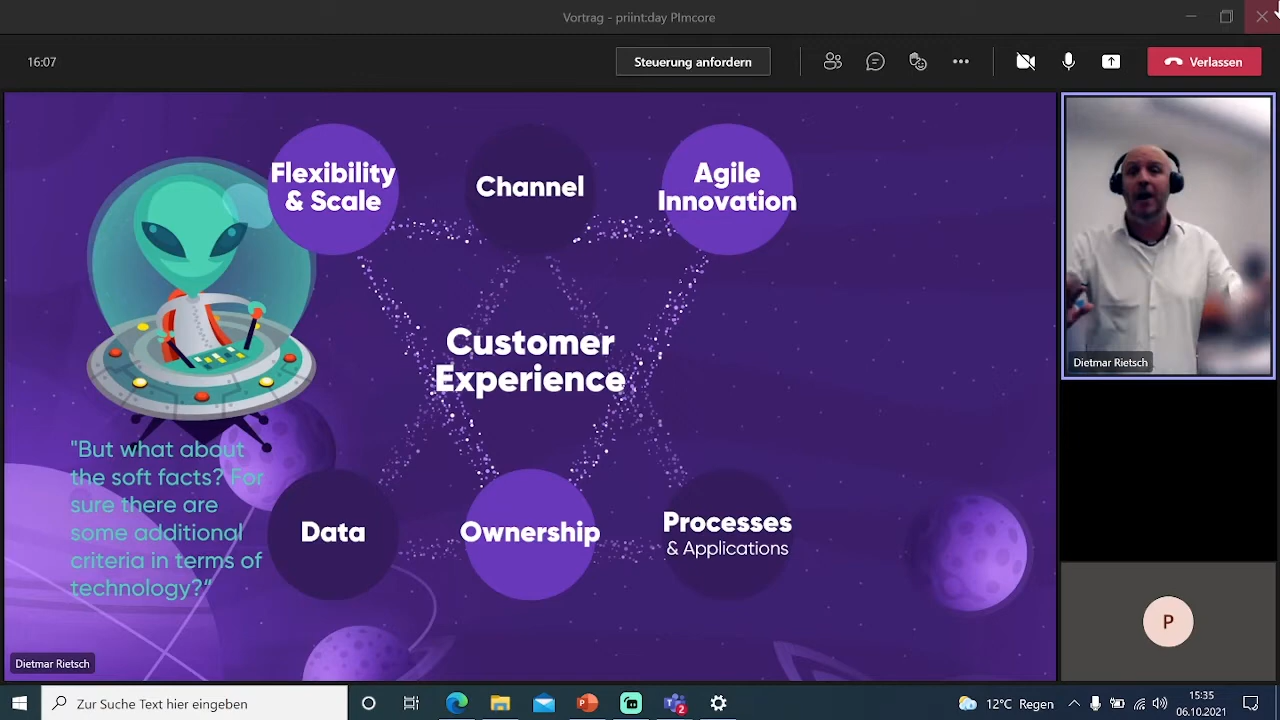 Vortrag - priint:day PImcore
16:07
Steuerung anfordern
Verlassen
Flexibility
& Scale
Channel
Agile
Innovation
Customer
Experience
"But what about
the soft facts? For
sure there are
some additional
criteria in terms of
technology?“
Data
Ownership
Processes
& Applications
Dietmar Rietsch
Dietmar Rietsch
P
Zur Suche Text hier eingeben
2
12°C Regen
15:35
06.10.2021